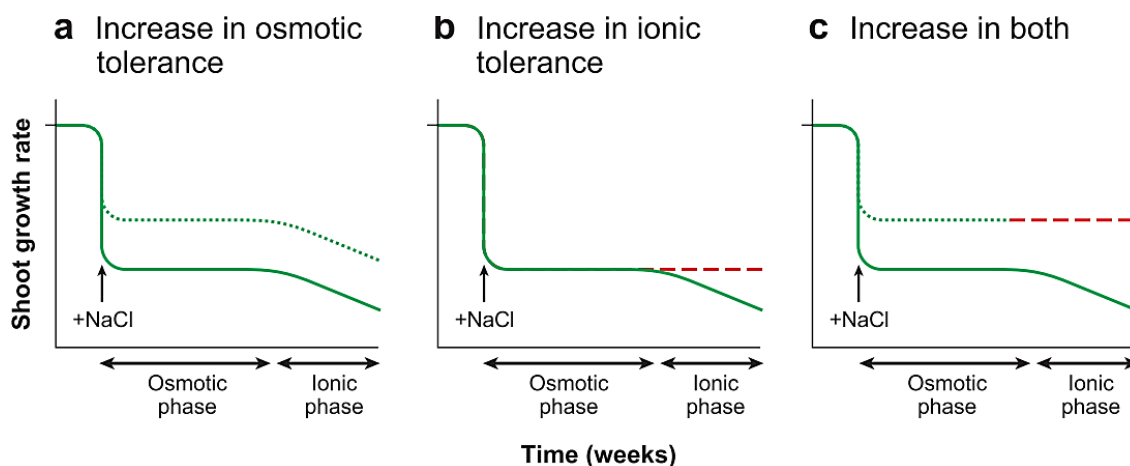 a Increase in osmotic
tolerance
b Increase in ionic
tolerance
c Increase in both
Shoot growth rate
+NaCl
+NaCl
+NaCl
Osmotic
phase
Ionic
phase
Osmotic
phase
Ionic
phase
Osmotic
phase
Ionic
phase
Time (weeks)